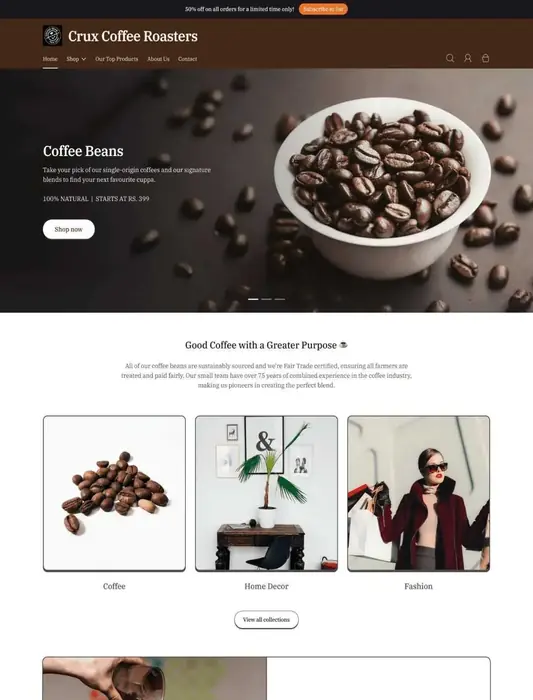 50% off on all orders for a limited time only! Subscribe to list
Crux Coffee Roasters
Home Shop Our Top Products About Us Contact
Coffee Beans
Take your pick of our single-origin coffees and our signature
blends to find your next favourite cuppa.
100% NATURAL | STARTS AT RS. 399
Shop now
Good Coffee with a Greater Purpose
All of our coffee beans are sustainably sourced and we're Fair Trade certified, ensuring all farmers are
treated and paid fairly. Our small team have over 75 years of combined experience in the coffee industry,
making us pioneers in creating the perfect blend.
&
Coffee Home Decor Fashion
View all collections